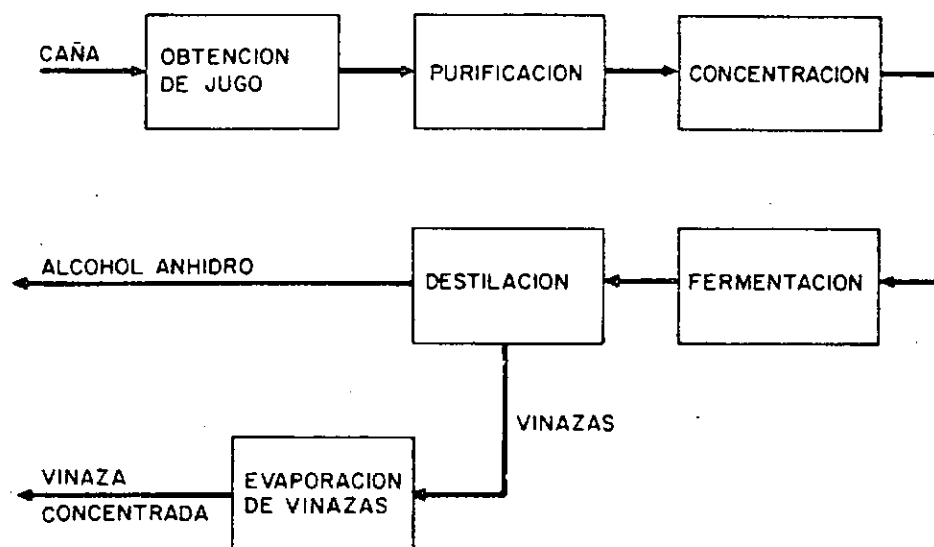 CAÑA
OBTENCION
DE JUGO
PURIFICACION
CONCENTRACION
ALCOHOL ANHIDRO
DESTILACION
FERMENTACION
VINAZAS
VINAZA
CONCENTRADA
EVAPORACION
DE VINAZAS